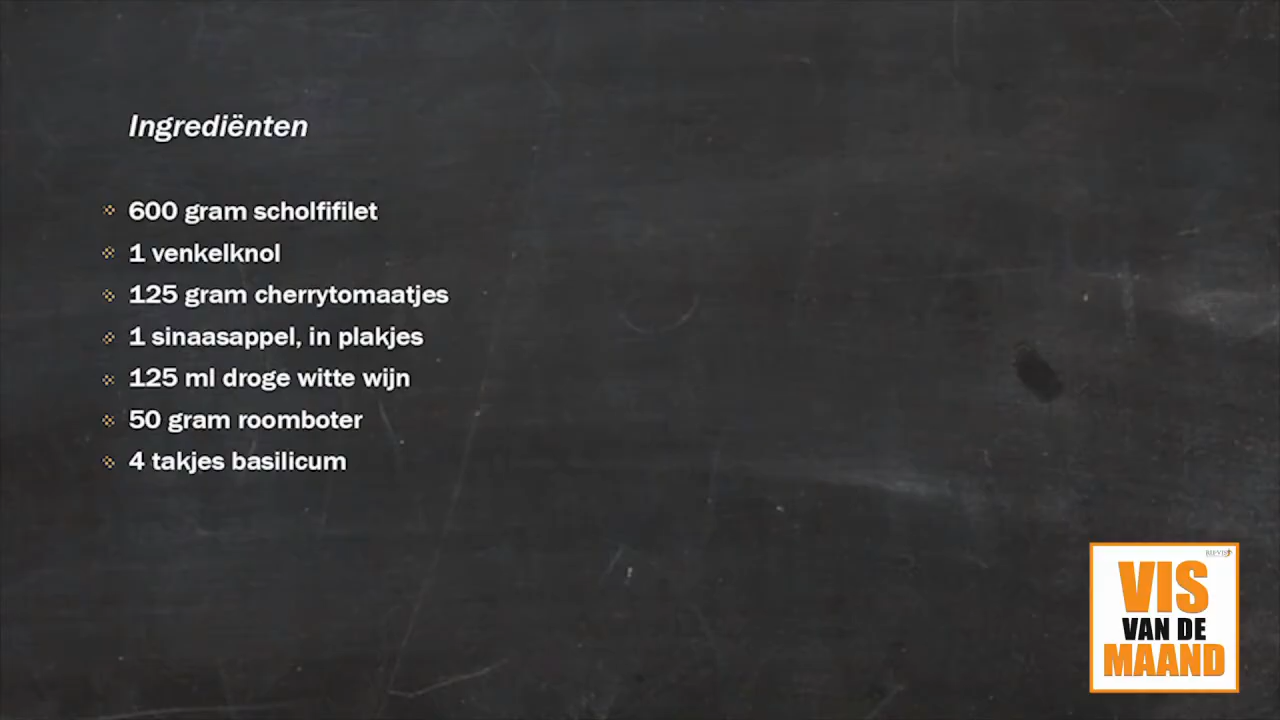 Ingrediënten
600 gram scholfifilet
1 venkelknol
125 gram cherrytomaatjes
1 sinaasappel, in plakjes
125 ml droge witte wijn
50 gram roomboter
4 takjes basilicum
VIS
VAN DE
MAAND